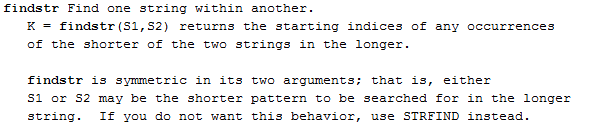 findstr Find one string within another.
K = findstr(S1,S2) returns the starting indices of any occurrences
of the shorter of the two strings in the longer.
findstr is symmetric in its two arguments; that is, either
S1 or S2 may be the shorter pattern to be searched for in the longer
string.  If you do not want this behavior, use STRFIND instead.